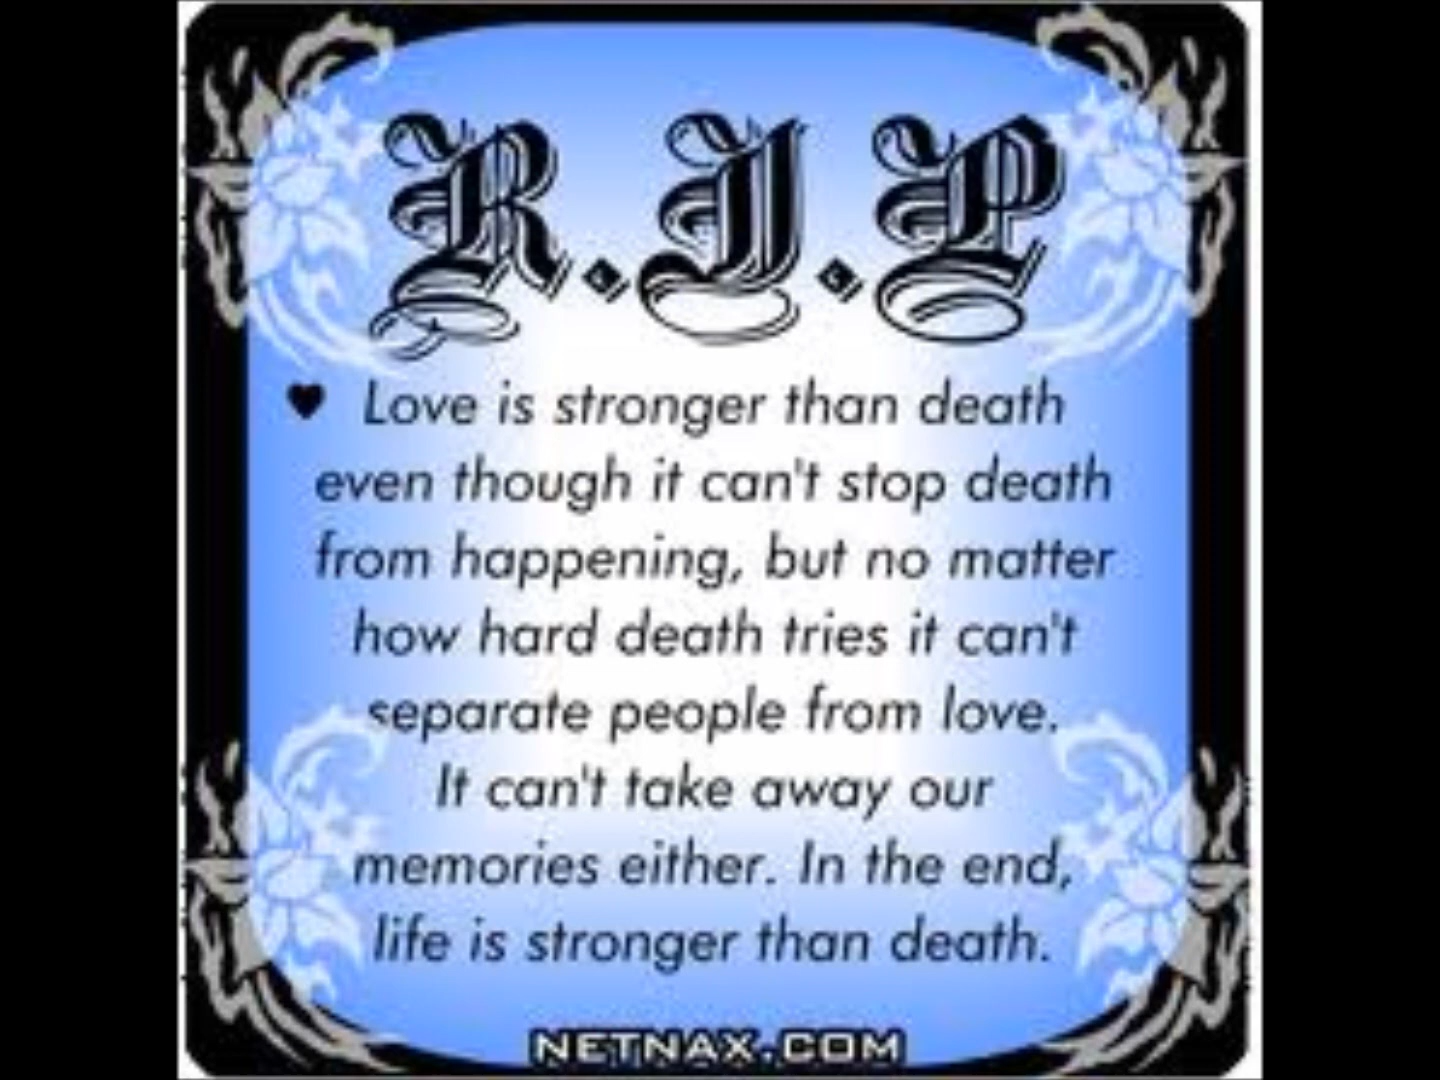 R.I.P
♥ Love is stronger than death
even though it can't stop death
from happening, but no matter
how hard death tries it can't
separate people from love.
It can't take away our
memories either. In the end,
life is stronger than death.
NETNAX.COM